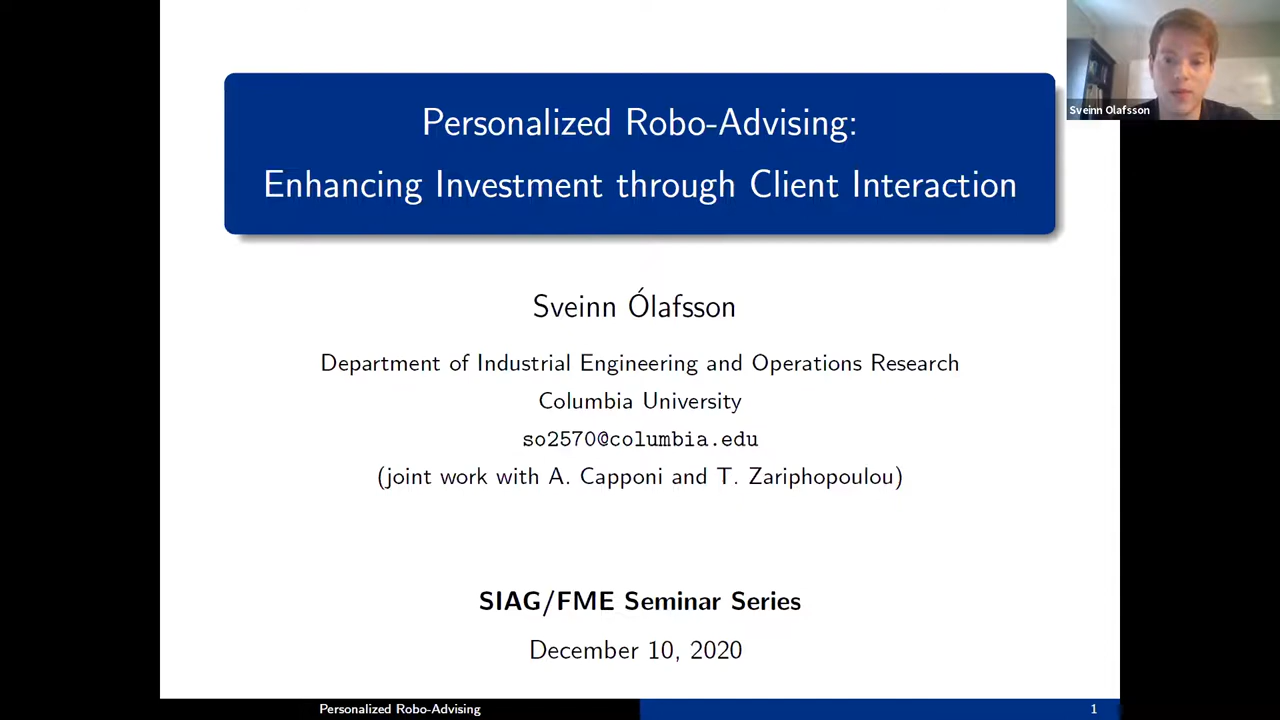 Personalized Robo-Advising:
Enhancing Investment through Client Interaction
Sveinn Olafsson
Sveinn Ólafsson
Department of Industrial Engineering and Operations Research
Columbia University
so2570@columbia.edu
(joint work with A. Capponi and T. Zariphopoulou)
SIAG/FME Seminar Series
December 10, 2020
Personalized Robo-Advising
1